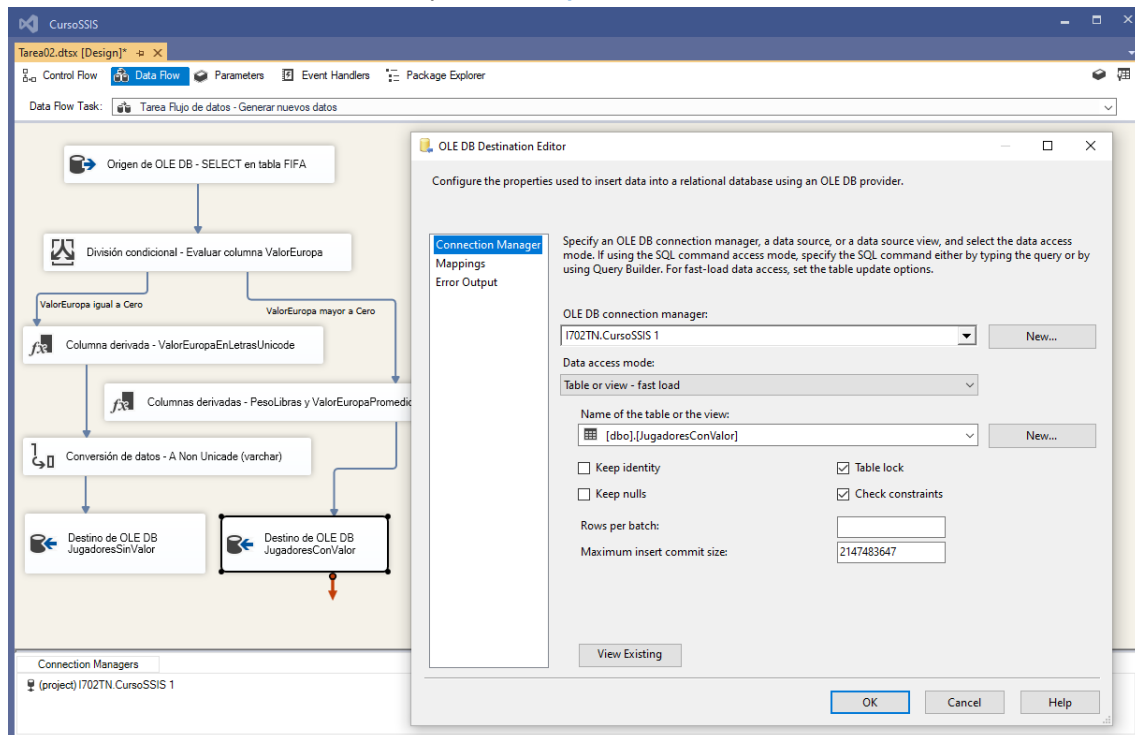 CursoSSIS
Tarea02.dtsx [Design]*
Control Flow
Data Flow
Parameters
Event Handlers
Package Explorer
Data Flow Task:
Tarea Flujo de datos - Generar nuevos datos
Origen de OLE DB - SELECT en tabla FIFA
División condicional - Evaluar columna ValorEuropa
ValorEuropa igual a Cero
ValorEuropa mayor a Cero
Columna derivada - ValorEuropaEnLetrasUnicode
Columnas derivadas - PesoLibras y ValorEuropaPromedio
Conversión de datos - A Non Unicade (varchar)
Destino de OLE DB
JugadoresSinValor
Destino de OLE DB
JugadoresConValor
Connection Managers
(project) I702TN.CursoSSIS 1
OLE DB Destination Editor
Configure the properties used to insert data into a relational database using an OLE DB provider.
Connection Manager
Mappings
Error Output
Specify an OLE DB connection manager, a data source, or a data source view, and select the data access
mode. If using the SQL command access mode, specify the SQL command either by typing the query or by
using Query Builder. For fast-load data access, set the table update options.
OLE DB connection manager:
I702TN.CursoSSIS 1
New...
Data access mode:
Table or view - fast load
Name of the table or the view:
[dbo].[JugadoresConValor]
New...
Keep identity
Table lock
Keep nulls
Check constraints
Rows per batch:
Maximum insert commit size:
2147483647
View Existing
OK
Cancel
Help